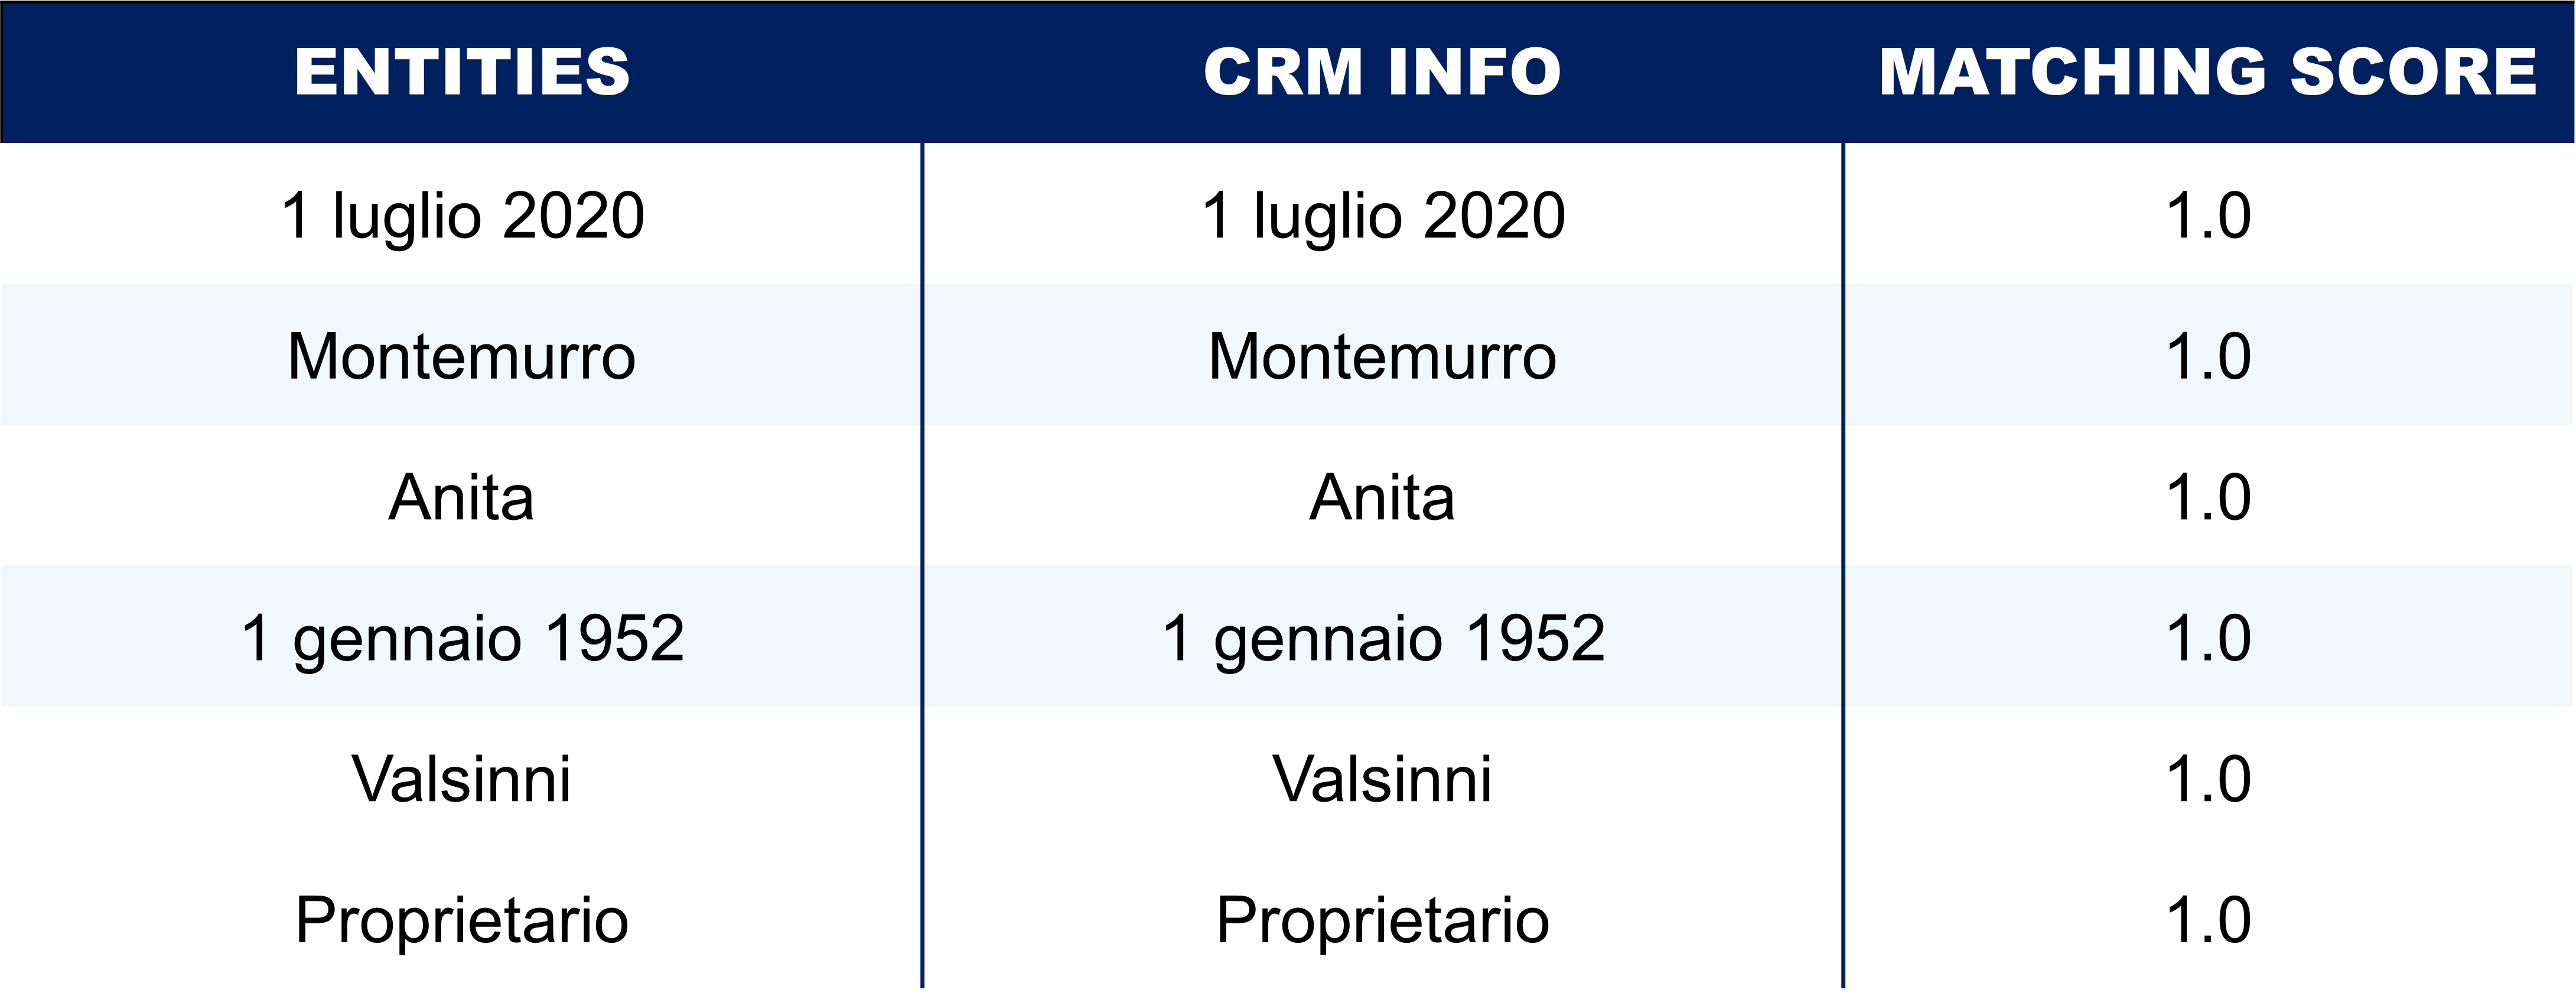 ENTITIES CRM INFO MATCHING SCORE
1 luglio 2020 1 luglio 2020 1.0
Montemurro Montemurro 1.0
Anita Anita 1.0
1 gennaio 1952 1 gennaio 1952 1.0
Valsinni Valsinni 1.0
Proprietario Proprietario 1.0